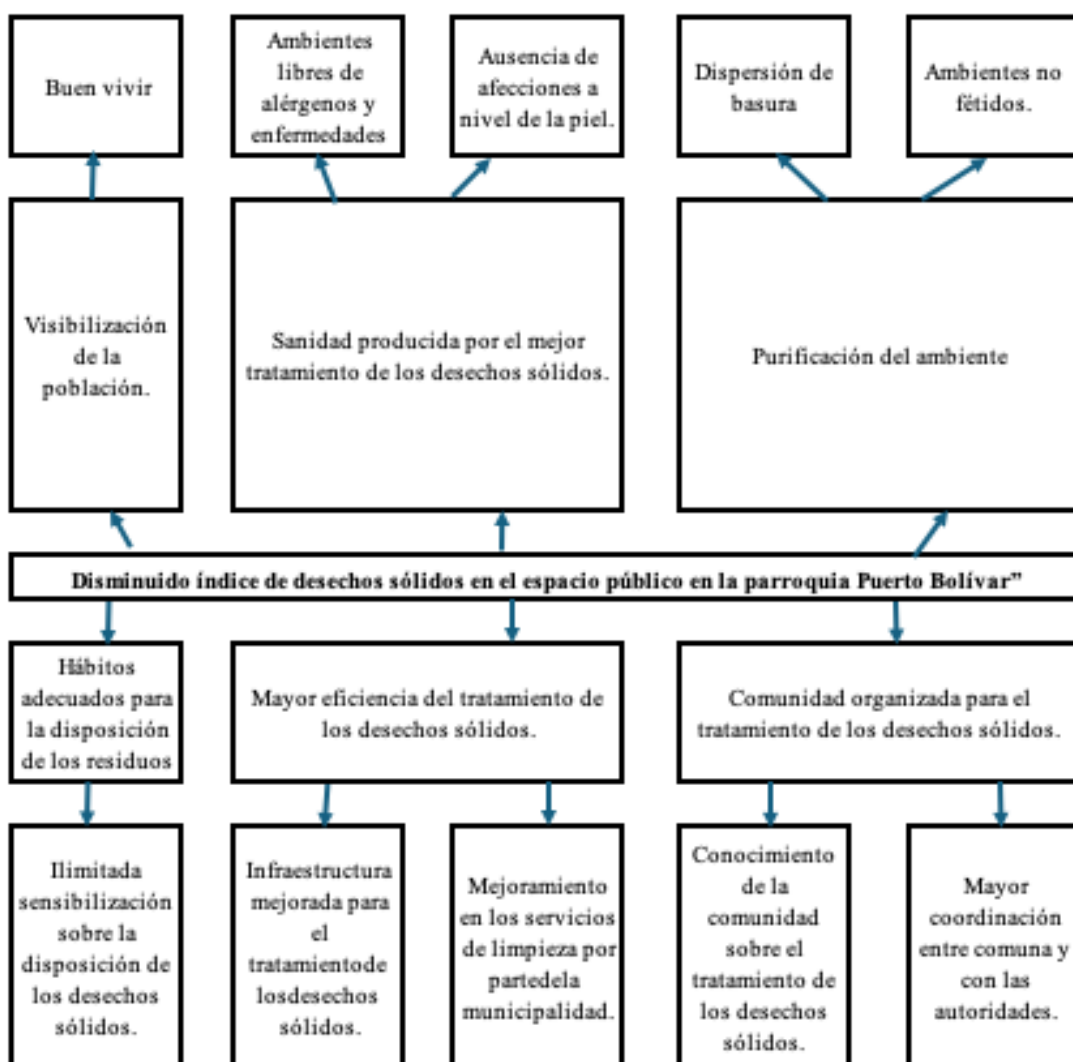 Buen vivir
Ambientes
libres de
alérgenos y
enfermedades
Ausencia de
afecciones a
nivel de la piel.
Dispersión de
basura
Ambientes no
fétidos.
Visibilización
de la
población.
Sanidad producida por el mejor
tratamiento de los desechos sólidos.
Purificación del ambiente
Disminuido índice de desechos sólidos en el espacio público en la parroquia Puerto Bolívar”
Hábitos
adecuados para
la disposición
de los residuos
Mayor eficiencia del tratamiento de
los desechos sólidos.
Comunidad organizada para el
tratamiento de los desechos sólidos.
Ilimitada
sensibilización
sobre la
disposición de
los desechos
sólidos.
Infraestructura
mejorada para
el
tratamientode
losdesechos
sólidos.
Mejoramiento
en los servicios
de limpieza por
partedela
municipalidad.
Conocimiento
de la
comunidad
sobre el
tratamiento de
los desechos
sólidos.
Mayor
coordinación
entre comuna y
con las
autoridades.